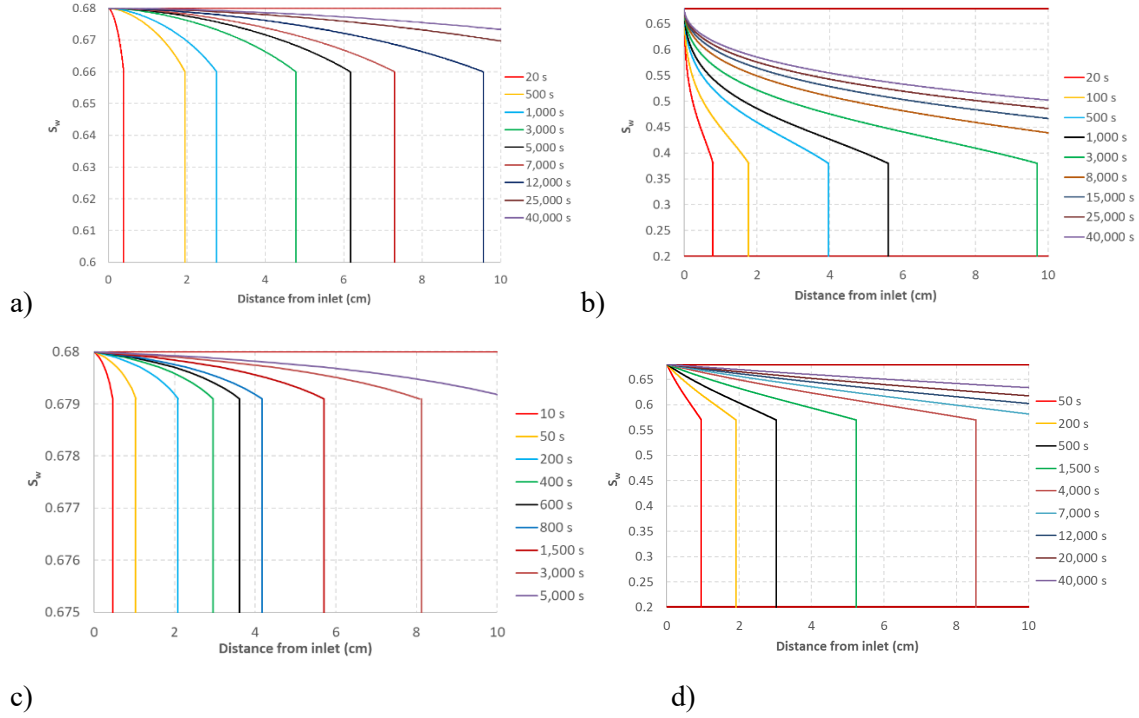 0.68
0.67
0.66
0.65
0.64
0.63
0.62
0.61
0.6
Sw
0 2 4 6 8 10
Distance from inlet (cm)
20 s
500 s
1,000 s
3,000 s
5,000 s
7,000 s
12,000 s
25,000 s
40,000 s
a)
0.65
0.6
0.55
0.5
0.45
0.4
0.35
0.3
0.25
0.2
Sw
0 2 4 6 8 10
Distance from inlet (cm)
20 s
100 s
500 s
1,000 s
3,000 s
8,000 s
15,000 s
25,000 s
40,000 s
b)
0.68
0.679
0.678
0.677
0.676
0.675
Sw
0 2 4 6 8 10
Distance from inlet (cm)
10 s
50 s
200 s
400 s
600 s
800 s
1,500 s
3,000 s
5,000 s
c)
0.65
0.6
0.55
0.5
0.45
0.4
0.35
0.3
0.25
0.2
Sw
0 2 4 6 8 10
Distance from inlet (cm)
50 s
200 s
500 s
1,500 s
4,000 s
7,000 s
12,000 s
20,000 s
40,000 s
d)